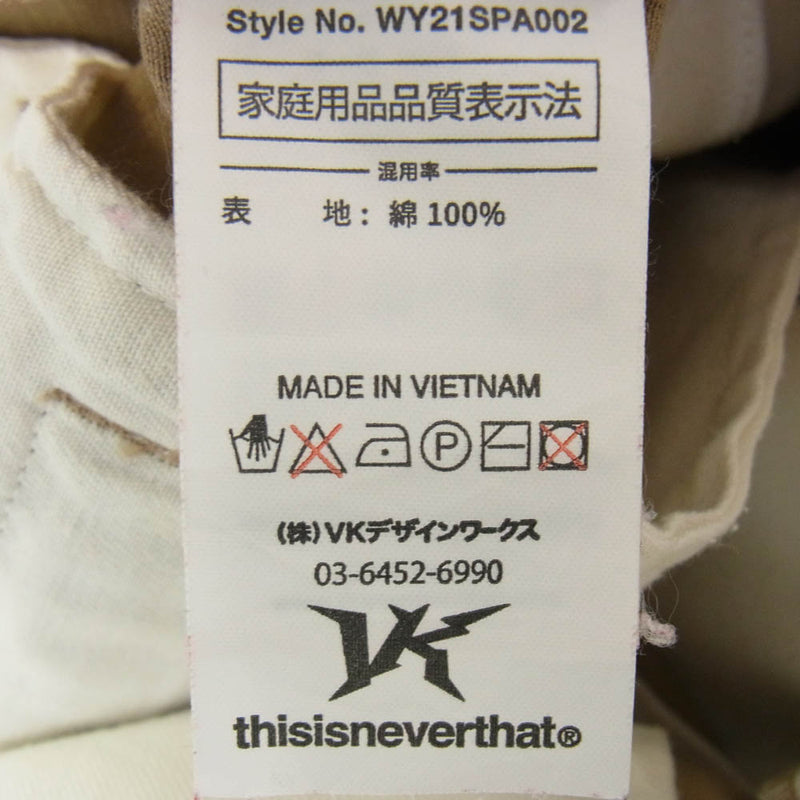 Style No. WY21SPA002
家庭用品品質表示法
混用率
表 地: 綿 100%
MADE IN VIETNAM
P
(株)VKデザインワークス
03-6452-6990
VK
thisisneverthat®